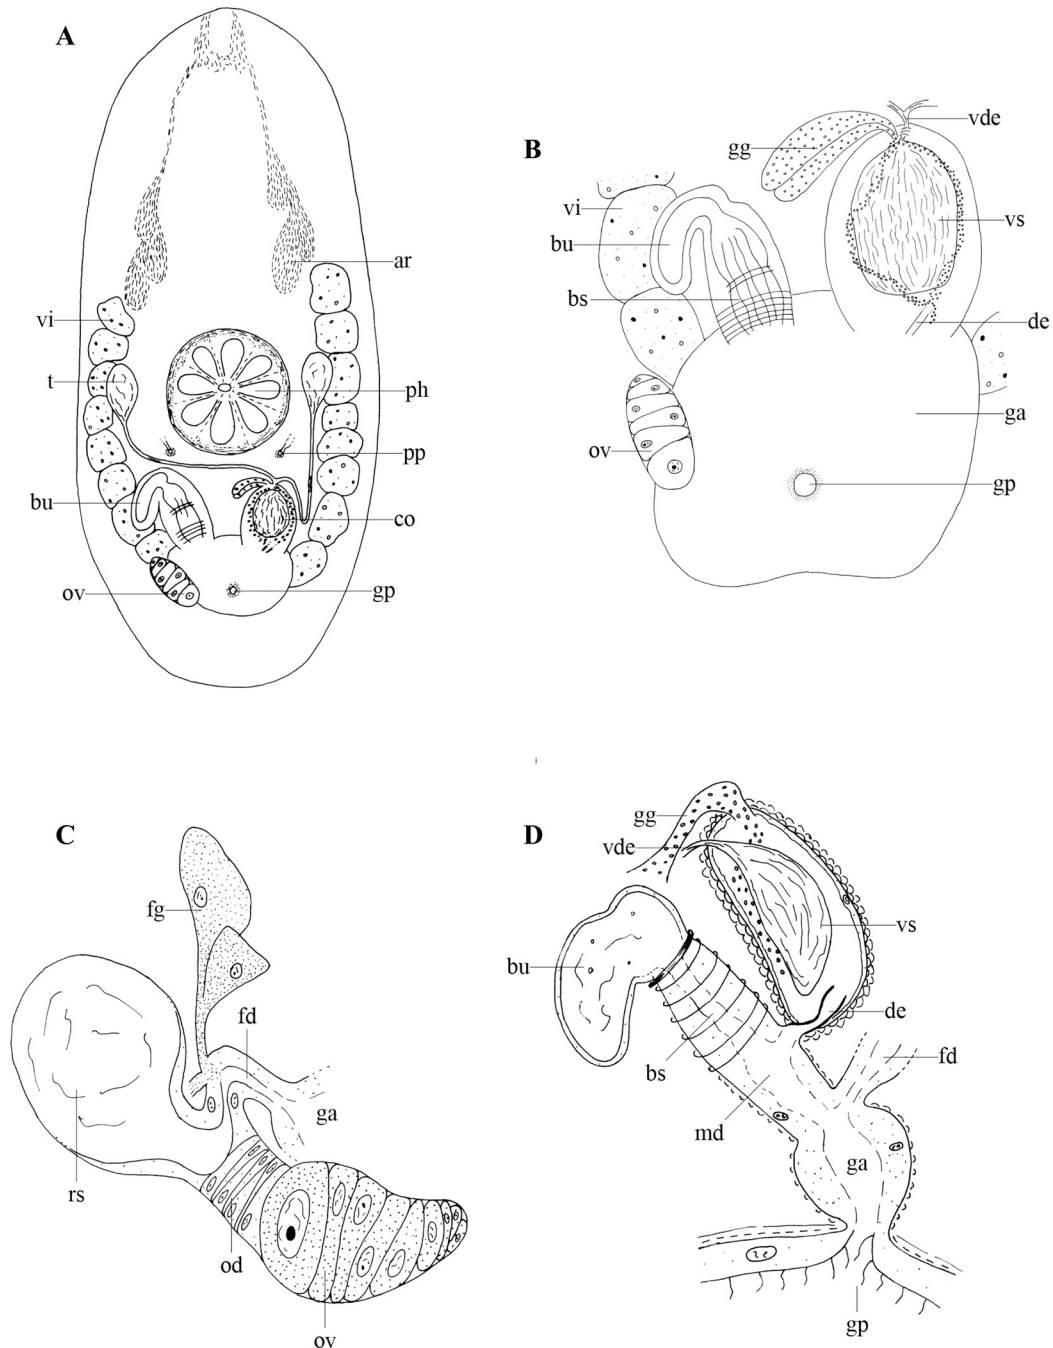 A
ar
vi
t
ph
pp
bu
co
ov
gp
B
vde
gg
vi
vs
bu
bs
de
ga
ov
gp
C
fg
fd
ga
rs
od
ov
D
gg
vde
vs
bu
de
bs
fd
md
ga
gp